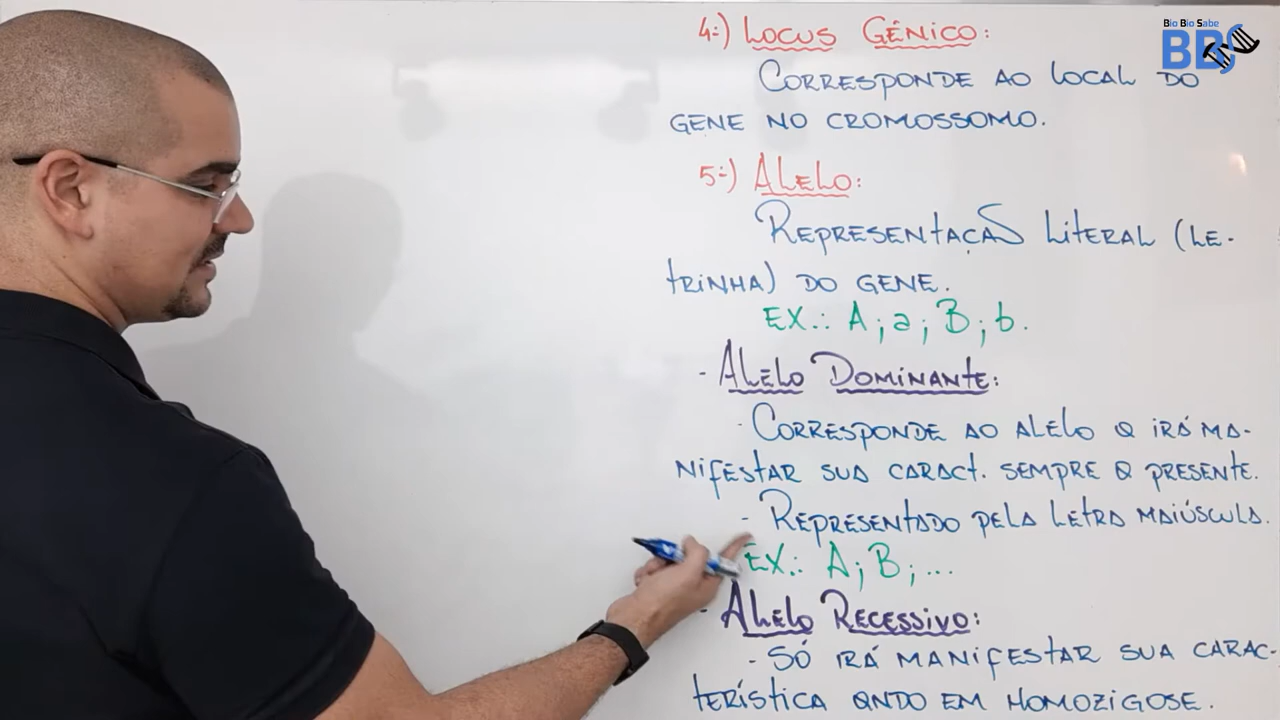 Bio Bio Sabe
BBS
4-) LOCUS GÊNICO:
CORRESPONDE AO LOCAL DO
GENE NO CROMOSSOMO.
5-) ALELO:
REPRESENTAÇÃO LITERAL (LE-
TRINHA) DO GENE.
EX.: A; a; B; b.
- ALELO DOMINANTE:
- CORRESPONDE AO ALELO Q IRÁ MA-
NIFESTAR SUA CARACT. SEMPRE Q PRESENTE.
- REPRESENTADO PELA LETRA MAIÚSCULA.
EX.: A; B; ...
- ALELO RECESSIVO:
- SÓ IRÁ MANIFESTAR SUA CARAC-
TERÍSTICA QNDO EM HOMOZIGOSE.